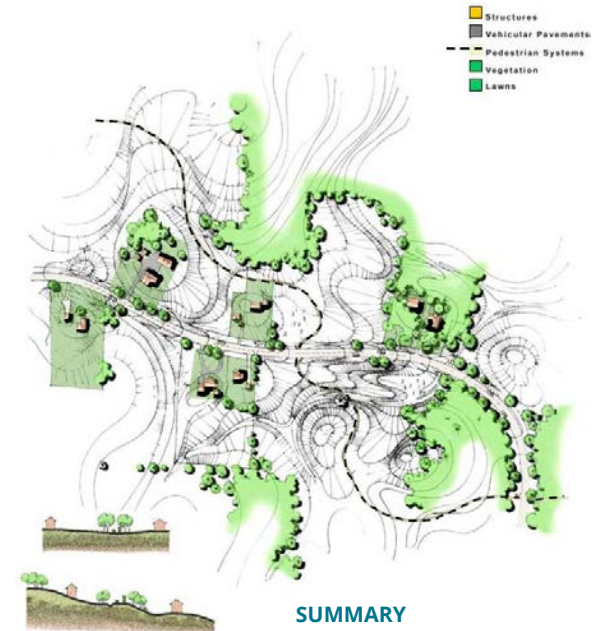 Structures
Vehicular Pavements
Pedestrian Systems
Vegetation
Lawns
SUMMARY